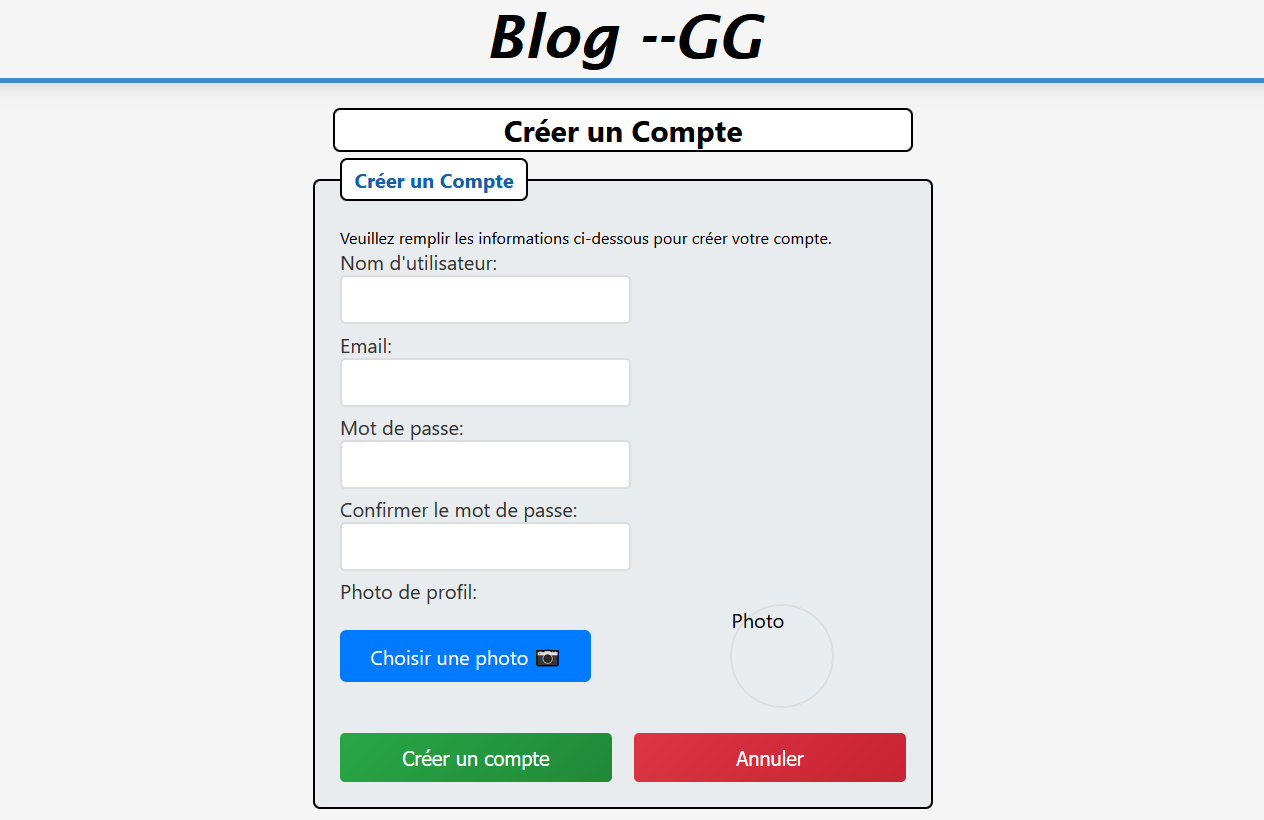 Blog --GG
Créer un Compte
Créer un Compte
Veuillez remplir les informations ci-dessous pour créer votre compte.
Nom d'utilisateur:
Email:
Mot de passe:
Confirmer le mot de passe:
Photo de profil:
Photo
Choisir une photo 📷
Créer un compte
Annuler